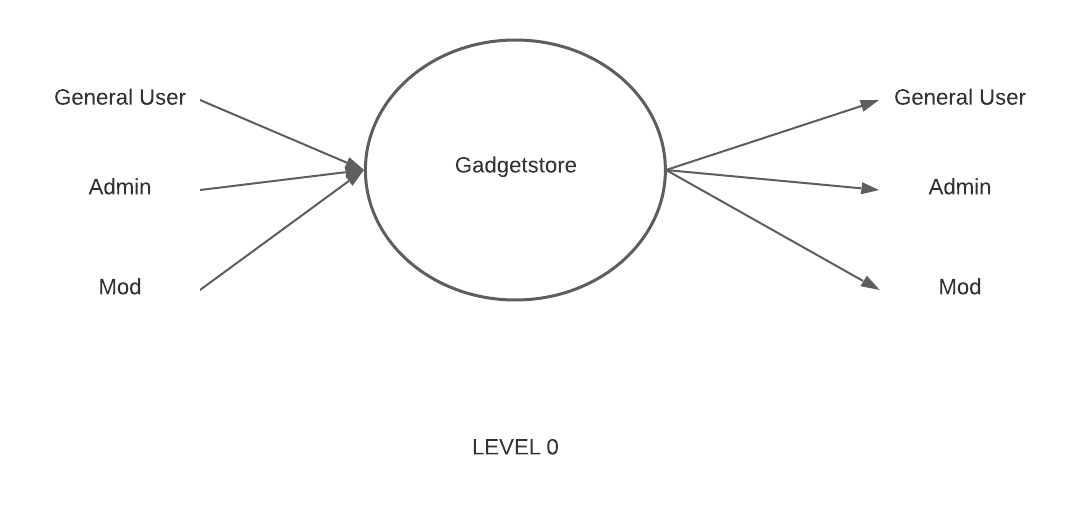 General User
General User
Gadgetstore
Admin
Admin
Mod
Mod
LEVEL 0